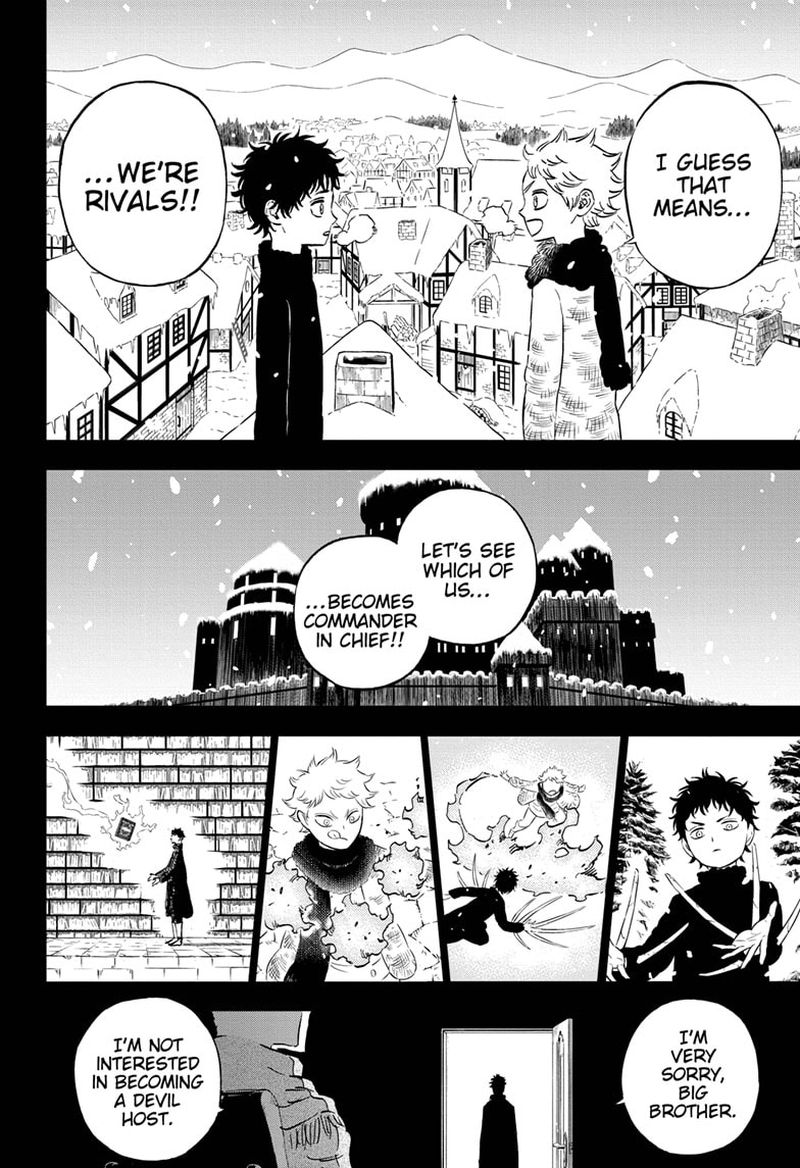 I GUESS
THAT
MEANS...
...WE'RE
RIVALS!!
LET'S SEE
WHICH OF
US...
...BECOMES
COMMANDER
IN CHIEF!!
I'M
VERY
SORRY,
BIG
BROTHER.
I'M NOT
INTERESTED
IN BECOMING
A DEVIL
HOST.